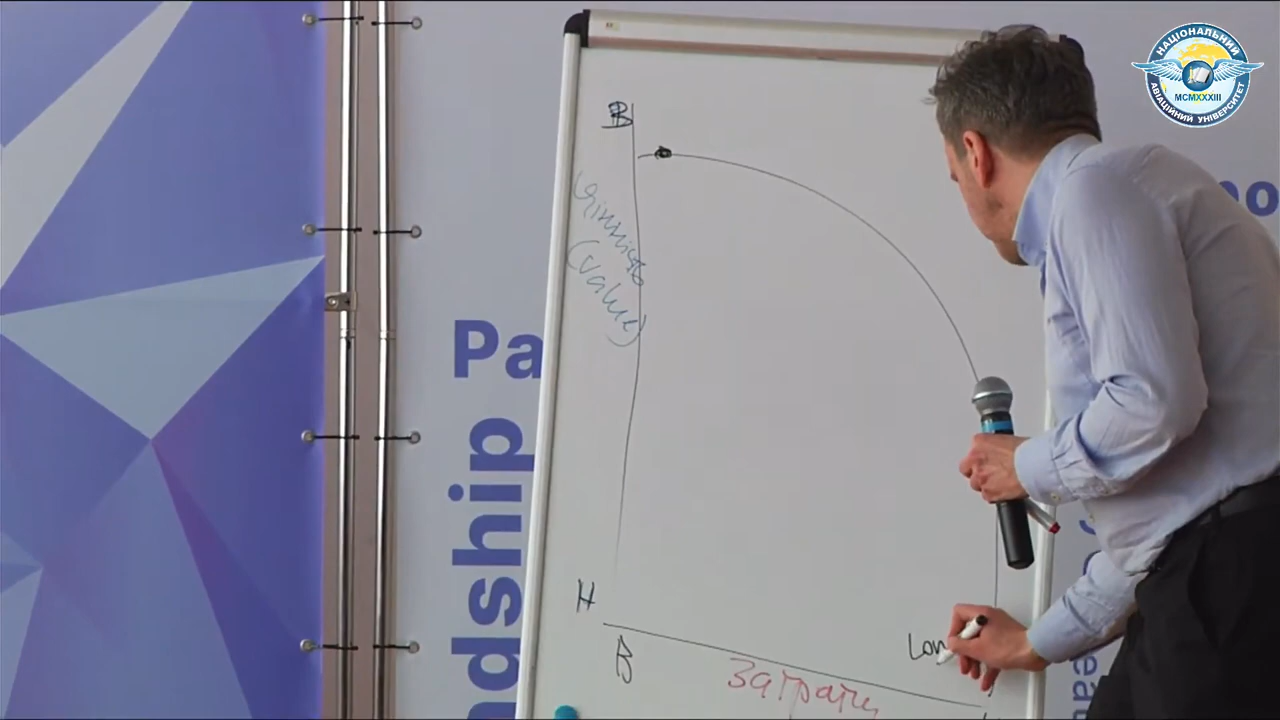 НАЦІОНАЛЬНИЙ
АВІАЦІЙНИЙ УНІВЕРСИТЕТ
MCMXXXIII
В
Цінність
(value)
Pa
ndship
Н
В
Затрати
Low